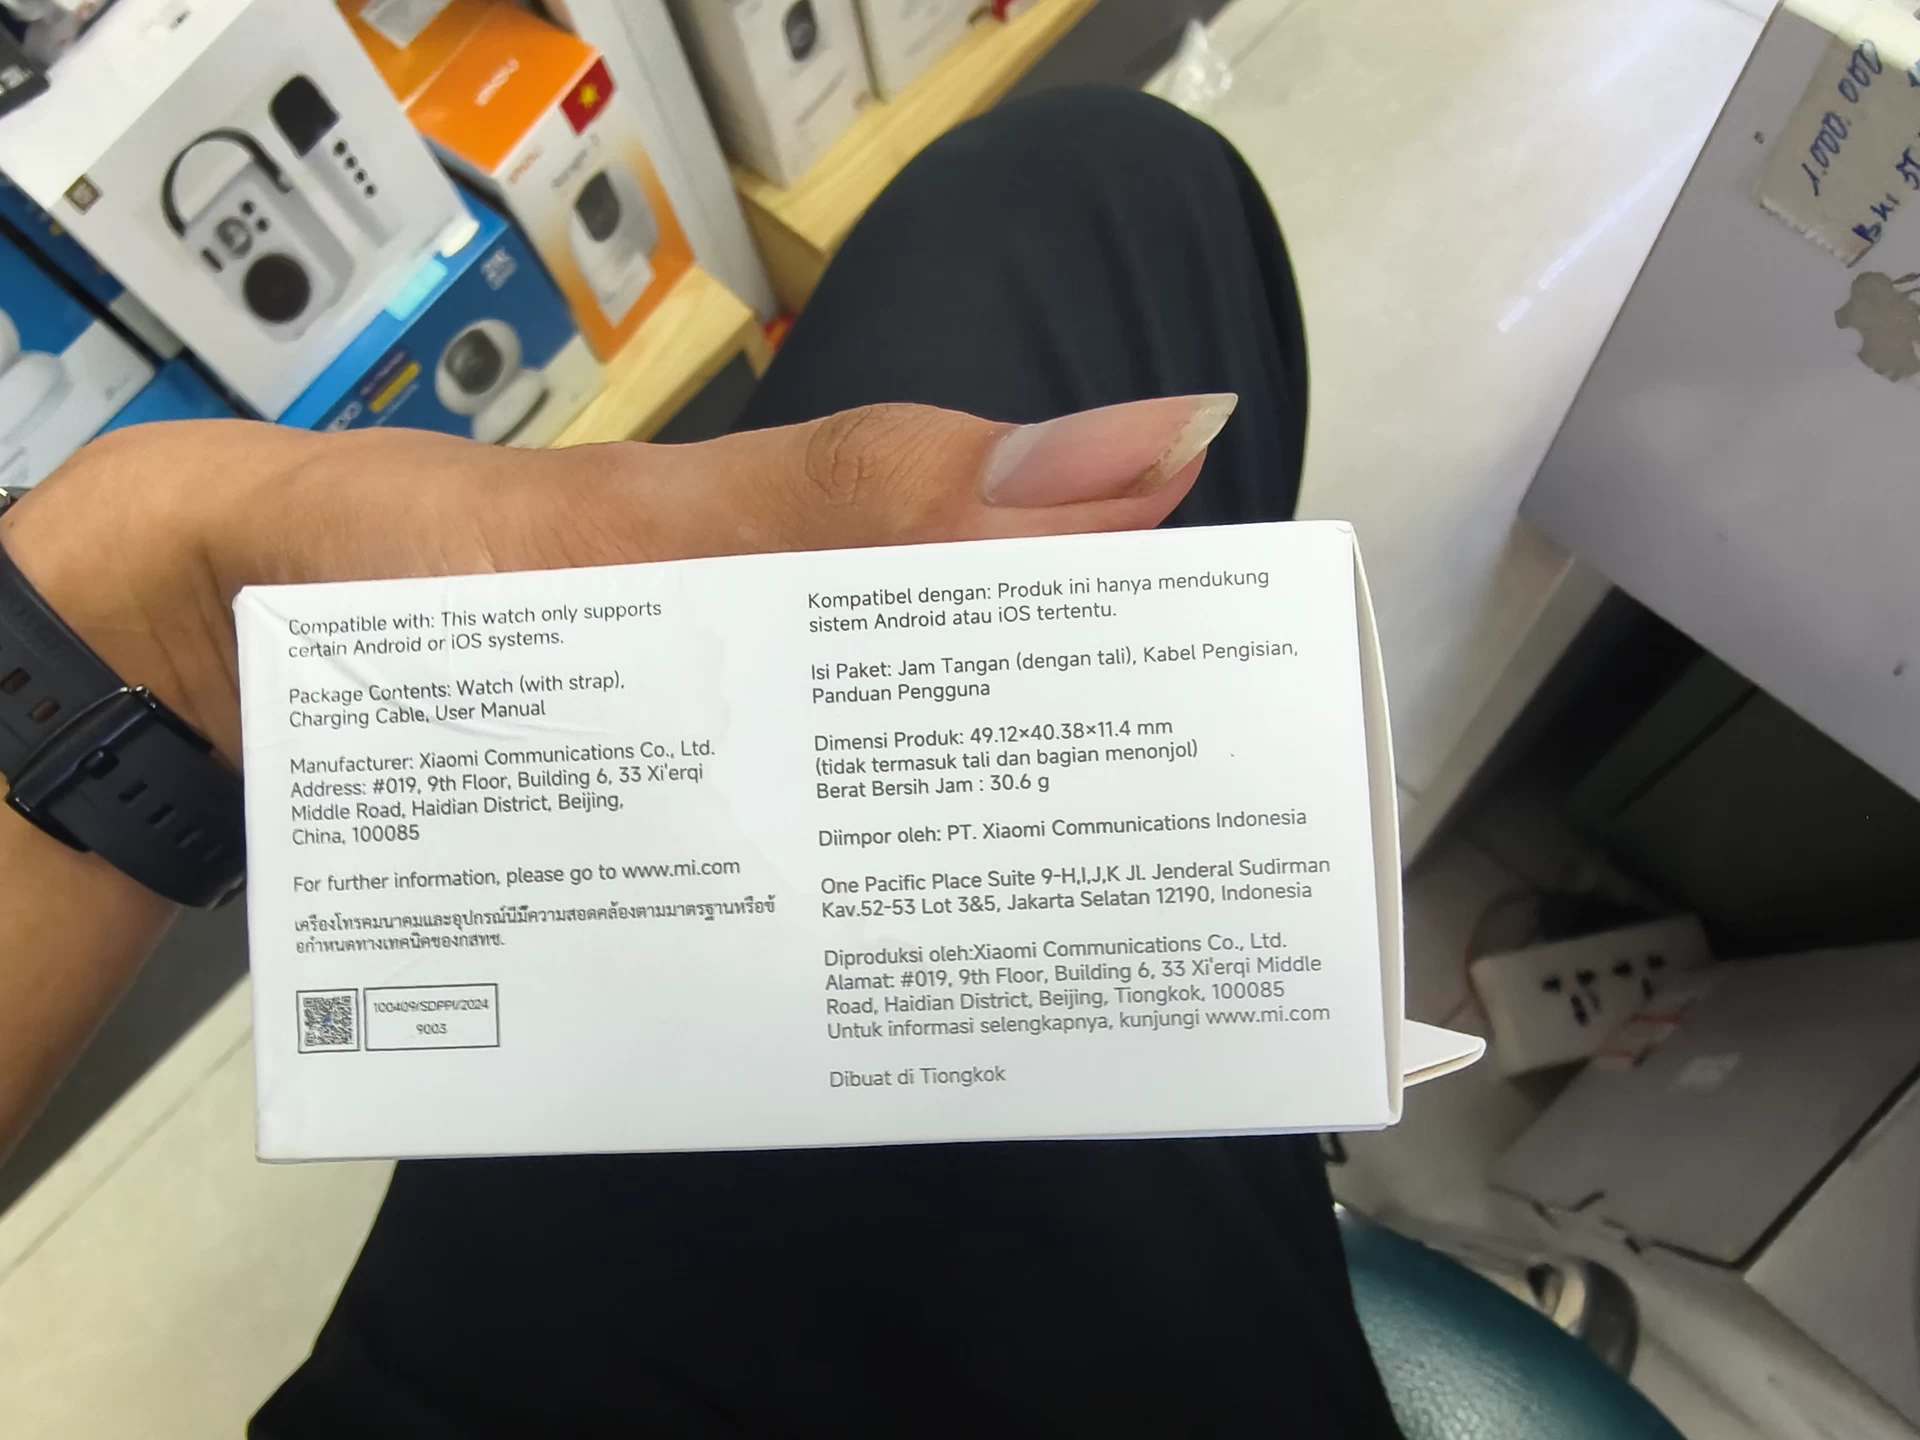 Compatible with: This watch only supports
certain Android or iOS systems.
Package Contents: Watch (with strap),
Charging Cable, User Manual
Manufacturer: Xiaomi Communications Co., Ltd.
Address: #019, 9th Floor, Building 6, 33 Xi'erqi
Middle Road, Haidian District, Beijing,
China, 100085
For further information, please go to www.mi.com
เครื่องโทรคมนาคมและอุปกรณ์นี้มีความสอดคล้องตามมาตรฐานหรือข้
อกำหนดทางเทคนิคของกสทช.
100409/SDPPI/2024
9003
Kompatibel dengan: Produk ini hanya mendukung
sistem Android atau iOS tertentu.
Isi Paket: Jam Tangan (dengan tali), Kabel Pengisian,
Panduan Pengguna
Dimensi Produk: 49.12×40.38×11.4 mm
(tidak termasuk tali dan bagian menonjol)
Berat Bersih Jam : 30.6 g
Diimpor oleh: PT. Xiaomi Communications Indonesia
One Pacific Place Suite 9-H,I,J,K Jl. Jenderal Sudirman
Kav.52-53 Lot 3&5, Jakarta Selatan 12190, Indonesia
Diproduksi oleh:Xiaomi Communications Co., Ltd.
Alamat: #019, 9th Floor, Building 6, 33 Xi'erqi Middle
Road, Haidian District, Beijing, Tiongkok, 100085
Untuk informasi selengkapnya, kunjungi www.mi.com
Dibuat di Tiongkok
imou
imou
1.000.000